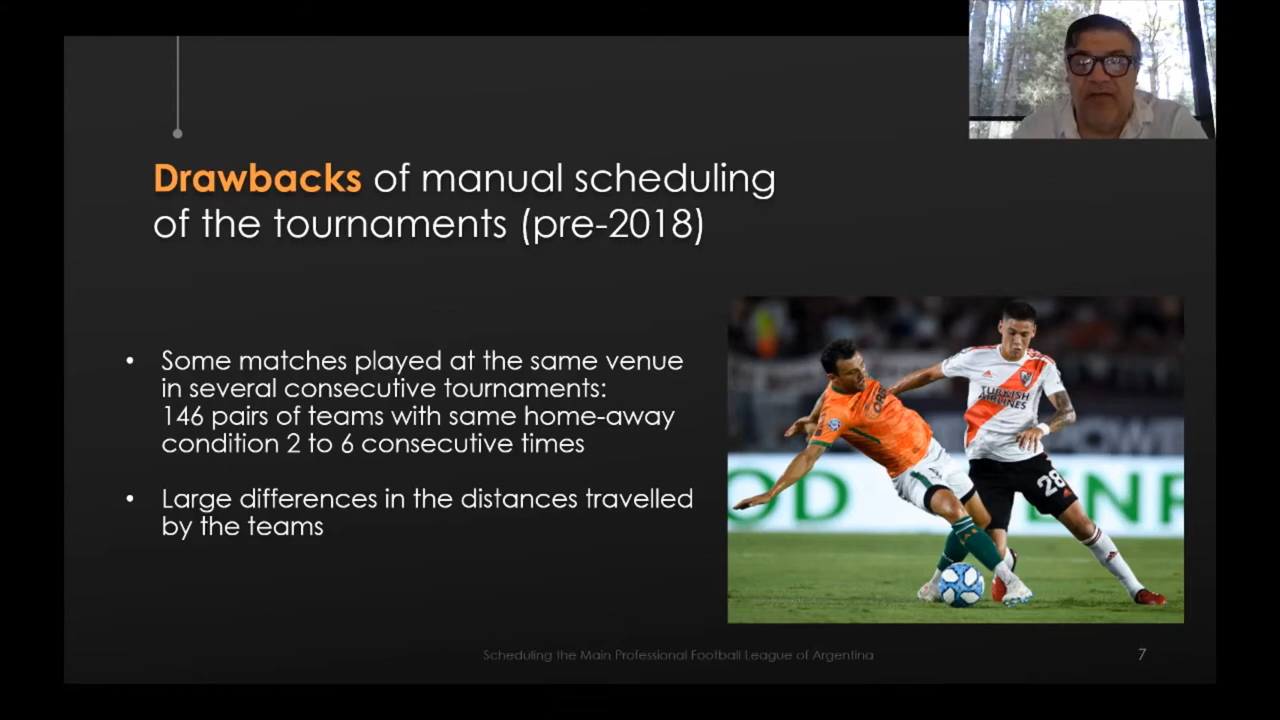 Drawbacks of manual scheduling
of the tournaments (pre-2018)
• Some matches played at the same venue
in several consecutive tournaments:
146 pairs of teams with same home-away
condition 2 to 6 consecutive times
• Large differences in the distances travelled
by the teams
TURKISH
AIRLINES
28
OD
ENF
Scheduling the Main Professional Football League of Argentina
7